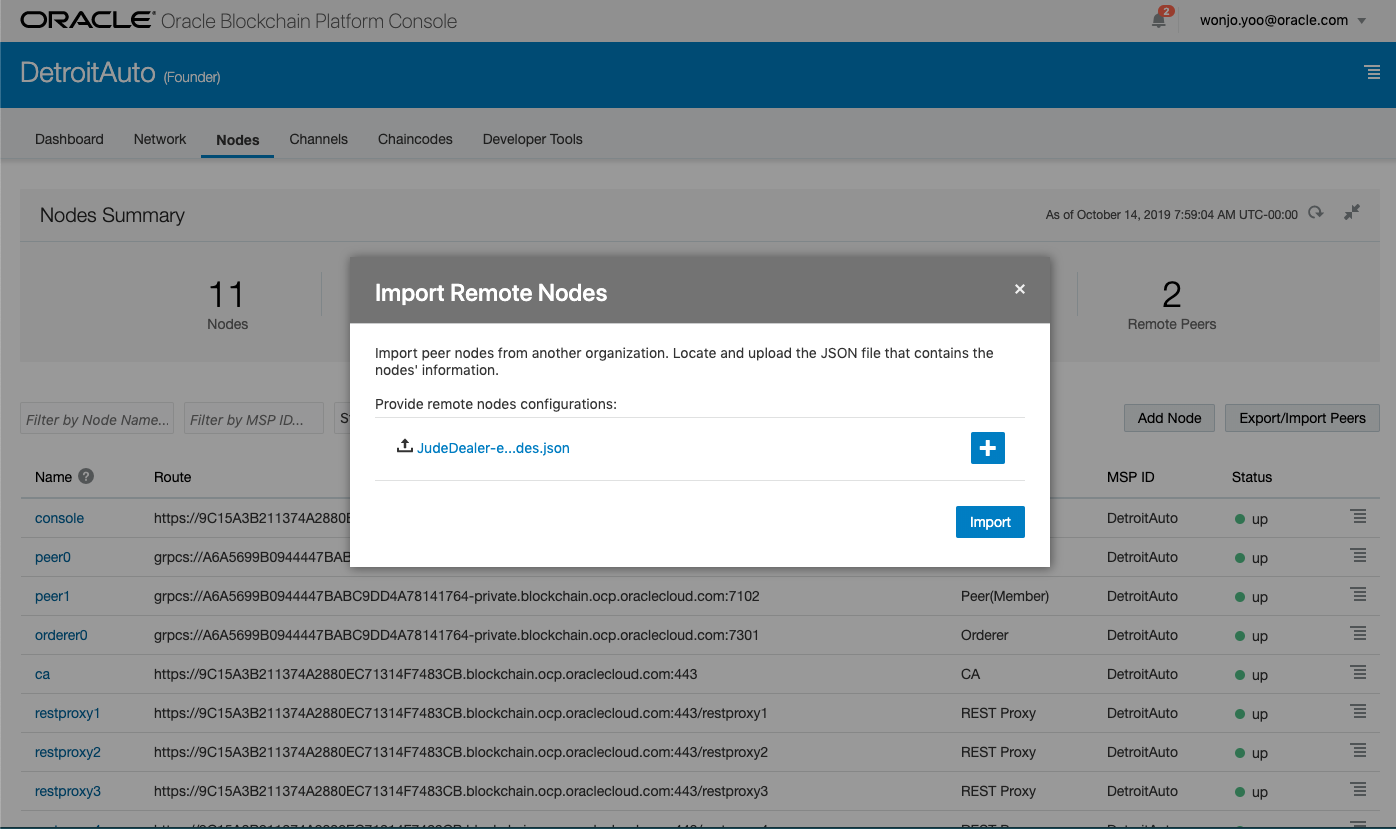 ORACLE® Oracle Blockchain Platform Console
2
wonjo.yoo@oracle.com
DetroitAuto (Founder)
Dashboard Network Nodes Channels Chaincodes Developer Tools
Nodes Summary
As of October 14, 2019 7:59:04 AM UTC-00:00
11
Nodes
2
Remote Peers
Import Remote Nodes
×
Import peer nodes from another organization. Locate and upload the JSON file that contains the
nodes' information.
Provide remote nodes configurations:
JudeDealer-e...des.json
Import
Filter by Node Name... Filter by MSP ID... S
Add Node Export/Import Peers
Name ? Route MSP ID Status
console https://9C15A3B211374A2880E DetroitAuto up
peer0 grpcs://A6A5699B0944447BABC DetroitAuto up
peer1 grpcs://A6A5699B0944447BABC9DD4A78141764-private.blockchain.ocp.oraclecloud.com:7102 Peer(Member) DetroitAuto up
orderer0 grpcs://A6A5699B0944447BABC9DD4A78141764-private.blockchain.ocp.oraclecloud.com:7301 Orderer DetroitAuto up
ca https://9C15A3B211374A2880EC71314F7483CB.blockchain.ocp.oraclecloud.com:443 CA DetroitAuto up
restproxy1 https://9C15A3B211374A2880EC71314F7483CB.blockchain.ocp.oraclecloud.com:443/restproxy1 REST Proxy DetroitAuto up
restproxy2 https://9C15A3B211374A2880EC71314F7483CB.blockchain.ocp.oraclecloud.com:443/restproxy2 REST Proxy DetroitAuto up
restproxy3 https://9C15A3B211374A2880EC71314F7483CB.blockchain.ocp.oraclecloud.com:443/restproxy3 REST Proxy DetroitAuto up